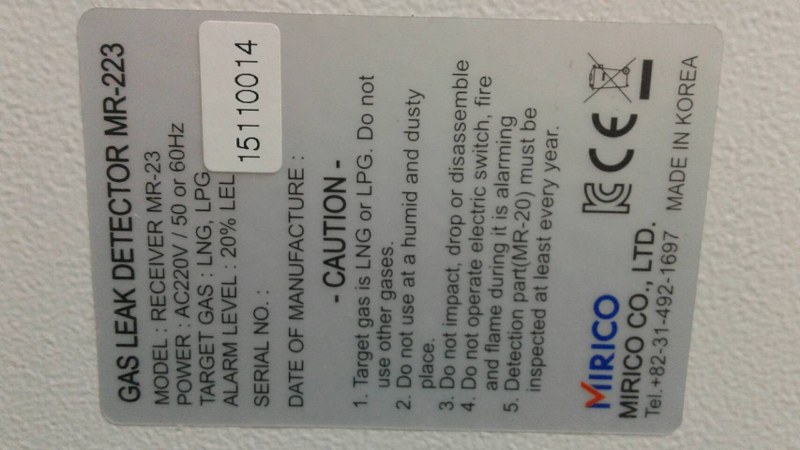 GAS LEAK DETECTOR MR-223
MODEL : RECEIVER MR-23
POWER : AC220V / 50 or 60Hz
TARGET GAS : LNG, LPG
ALARM LEVEL : 20% LEL
15110014
SERIAL NO. :
DATE OF MANUFACTURE :
- CAUTION -
1. Target gas is LNG or LPG. Do not
use other gases.
2. Do not use at a humid and dusty
place.
3. Do not impact, drop or disassemble
4. Do not operate electric switch, fire
and flame during it is alarming
5. Detection part(MR-20) must be
inspected at least every year.
MIRICO
MIRICO CO., LTD.
Tel.+82-31-492-1697 MADE IN KOREA
CE